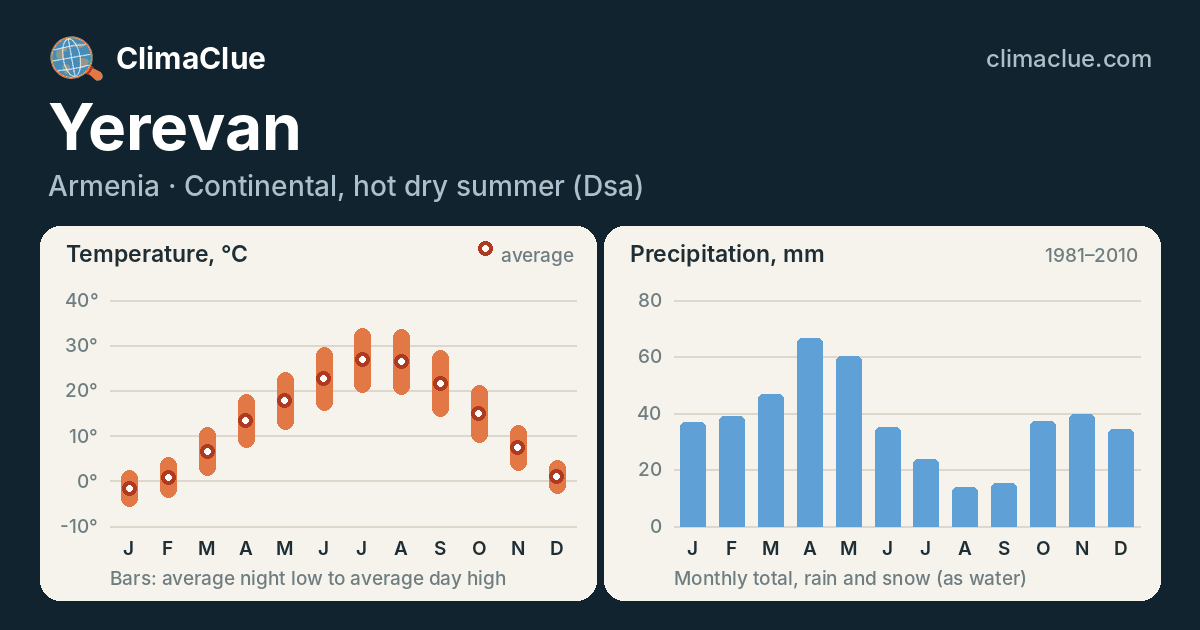 ClimaClue
climaclue.com
Yerevan
Armenia · Continental, hot dry summer (Dsa)
Temperature, °C
average
40°
30°
20°
10°
0°
-10°
J F M A M J J A S O N D
Bars: average night low to average day high
Precipitation, mm
1981–2010
80
60
40
20
0
J F M A M J J A S O N D
Monthly total, rain and snow (as water)